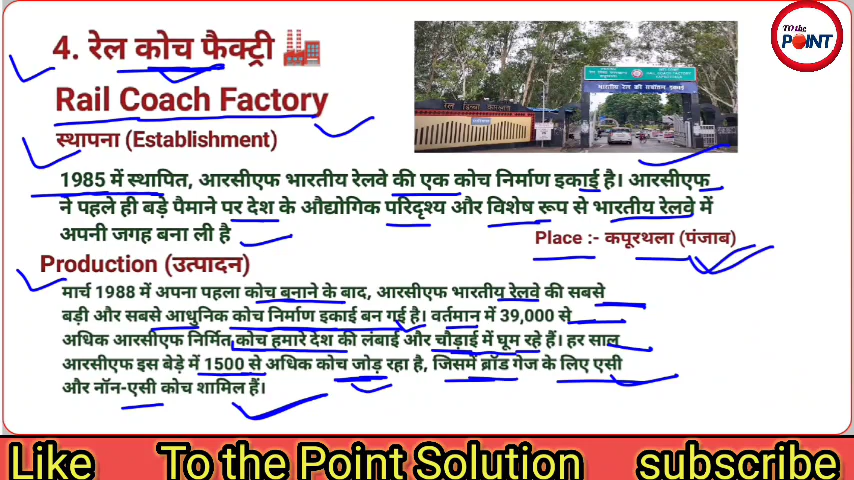 To the
POINT
4. रेल कोच फैक्ट्री
Rail Coach Factory
स्थापना (Establishment)
RAIL COACH FACTORY
1985 में स्थापित, आरसीएफ भारतीय रेलवे की एक कोच निर्माण इकाई है। आरसीएफ
ने पहले ही बड़े पैमाने पर देश के औद्योगिक परिदृश्य और विशेष रूप से भारतीय रेलवे में
अपनी जगह बना ली है
Place :- कपूरथला (पंजाब)
Production (उत्पादन)
मार्च 1988 में अपना पहला कोच बनाने के बाद, आरसीएफ भारतीय रेलवे की सबसे
बड़ी और सबसे आधुनिक कोच निर्माण इकाई बन गई है। वर्तमान में 39,000 से
अधिक आरसीएफ निर्मित कोच हमारे देश की लंबाई और चौड़ाई में घूम रहे हैं। हर साल
आरसीएफ इस बेड़े में 1500 से अधिक कोच जोड़ रहा है, जिसमें ब्रॉड गेज के लिए एसी
और नॉन-एसी कोच शामिल हैं।
Like To the Point Solution subscribe